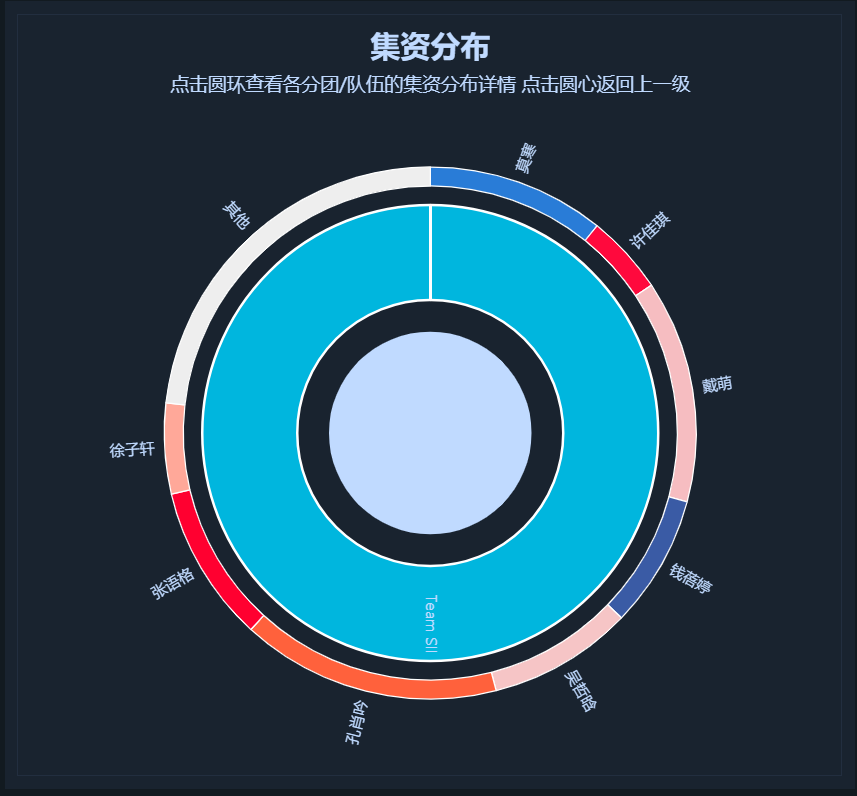 集资分布
点击圆环查看各分团/队伍的集资分布详情 点击圆心返回上一级
莫寒
许佳琪
戴萌
钱蓓婷
吴哲晗
孔肖吟
张语格
徐子轩
其他
Team SII